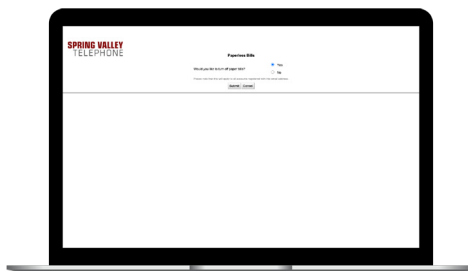 SPRING VALLEY
TELEPHONE
Paperless Bills
Would you like to turn off paper bills?
Yes
No
Submit Cancel